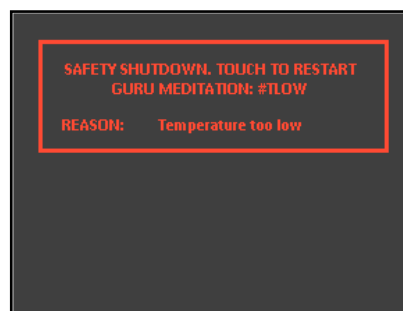 SAFETY SHUTDOWN. TOUCH TO RESTART
GURU MEDITATION: #TLOW
REASON: Temperature too low